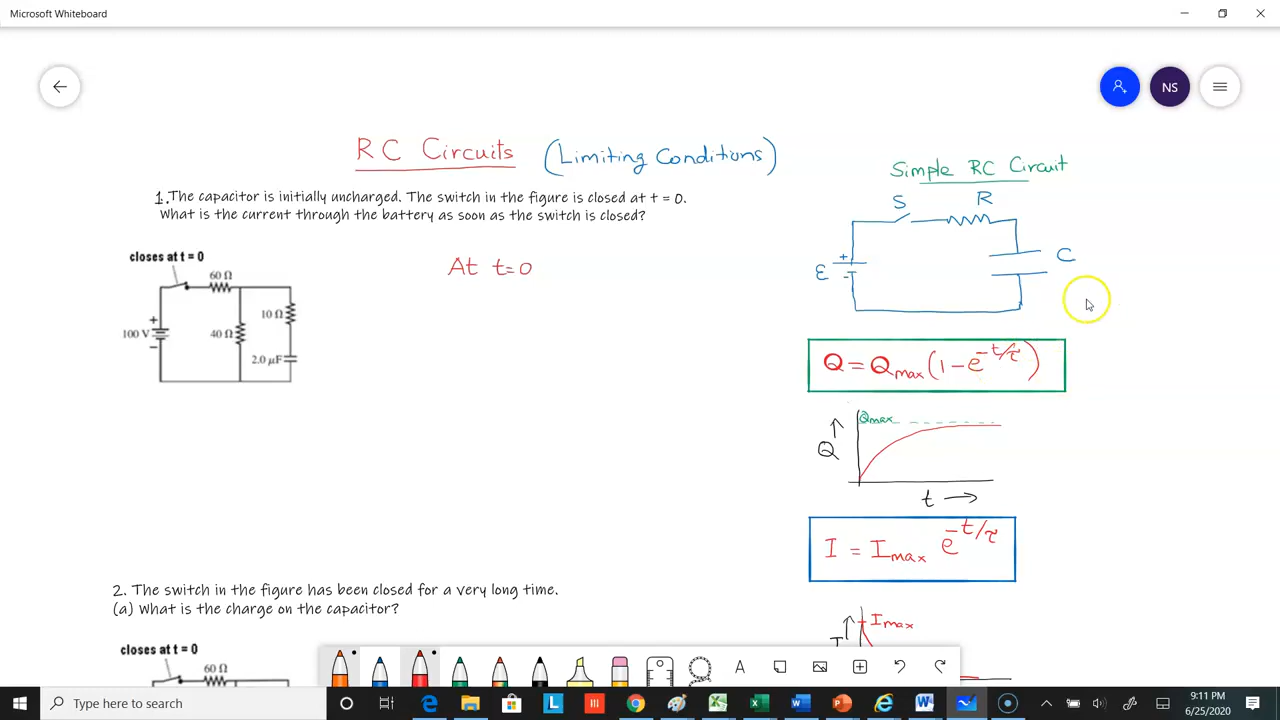 Microsoft Whiteboard
NS
RC Circuits (Limiting Conditions)
1. The capacitor is initially uncharged. The switch in the figure is closed at t = 0.
What is the current through the battery as soon as the switch is closed?
closes at t = 0
60 Ω
10 Ω
100 V
40 Ω
2.0 μF
+
−
At t=0
Simple RC Circuit
S
R
+
ε
-
C
Q = Qmax (1 - e^-t/τ)
Qmax
Q
t
I = Imax e^-t/τ
Imax
I
2. The switch in the figure has been closed for a very long time.
(a) What is the charge on the capacitor?
closes at t = 0
60 Ω
A
Type here to search
9:11 PM
6/25/2020